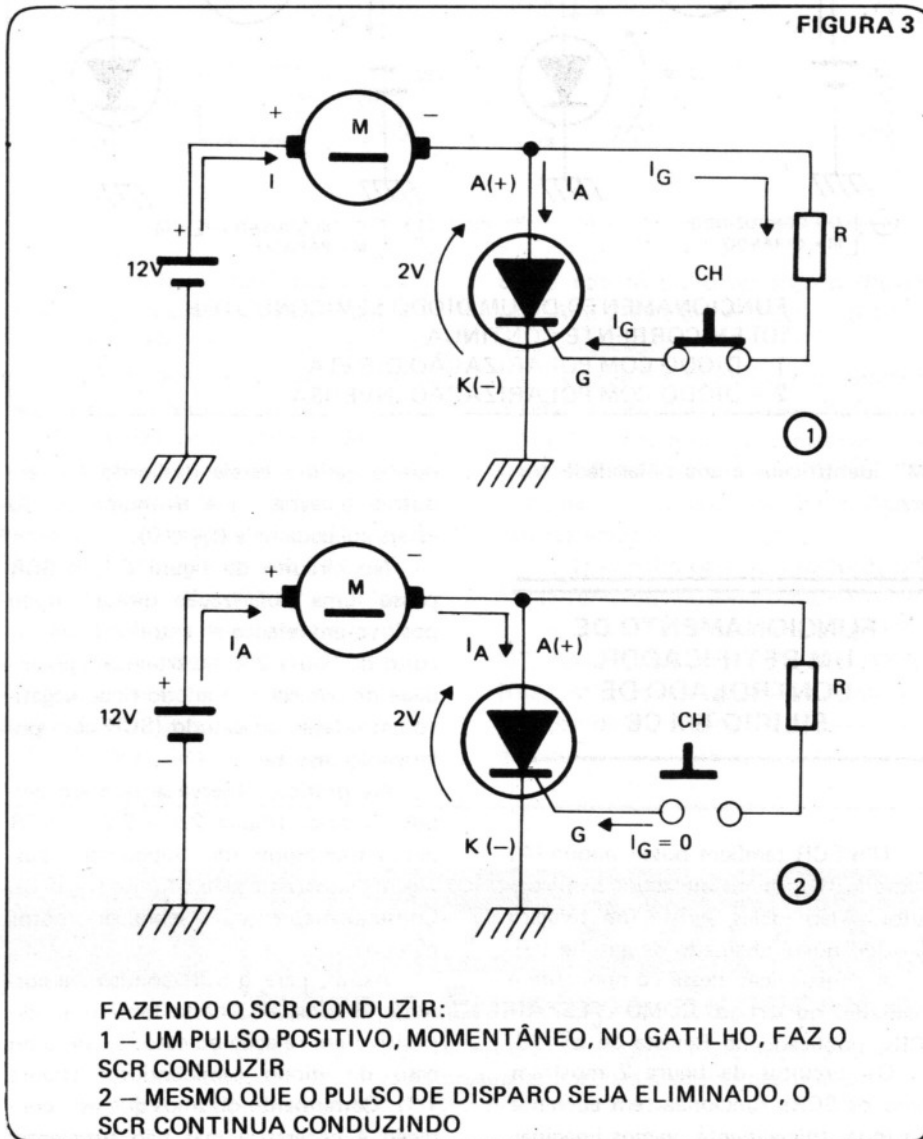 FIGURA 3
+ M −
I
A(+) I_A I_G
+
12V 2V CH R
I_G
K(−) G
1
+ M −
I_A I_A A(+)
+
12V 2V CH R
−
K (−) G I_G = 0
2
FAZENDO O SCR CONDUZIR:
1 — UM PULSO POSITIVO, MOMENTÂNEO, NO GATILHO, FAZ O
SCR CONDUZIR
2 — MESMO QUE O PULSO DE DISPARO SEJA ELIMINADO, O
SCR CONTINUA CONDUZINDO